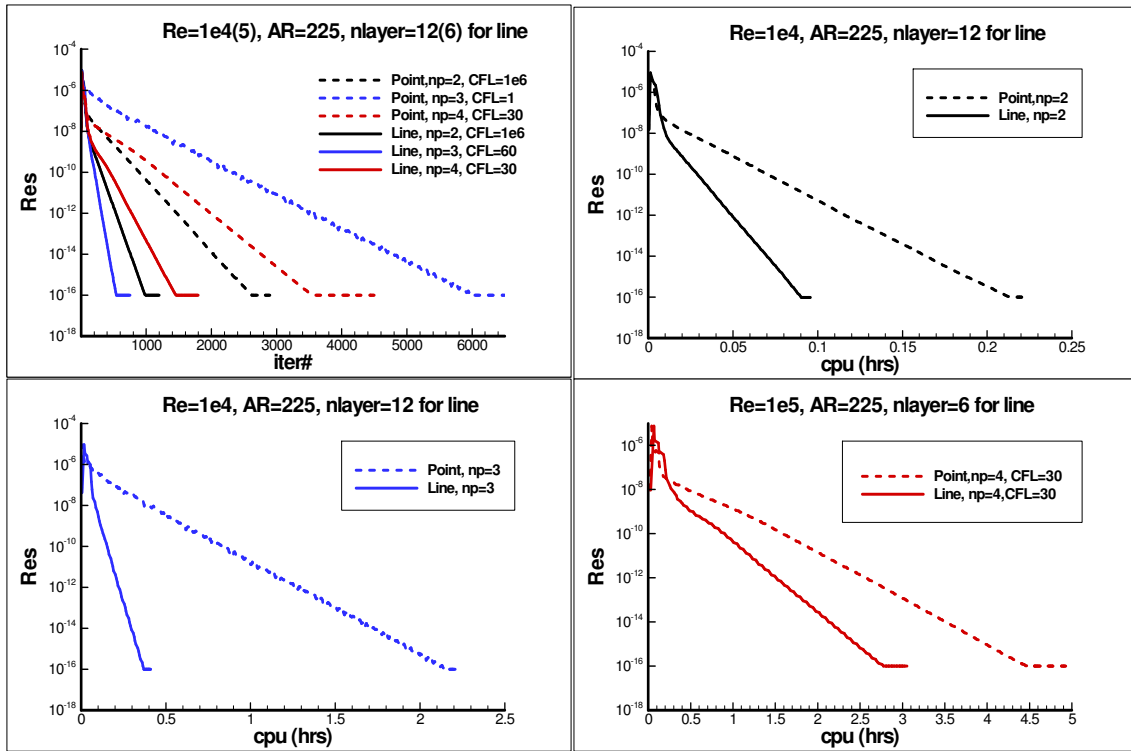 Re=1e4(5), AR=225, nlayer=12(6) for line
10-4
10-6
10-8
10-10
10-12
10-14
10-16
10-18
Res
Point,np=2, CFL=1e6
Point, np=3, CFL=1
Point, np=4, CFL=30
Line, np=2, CFL=1e6
Line, np=3, CFL=60
Line, np=4, CFL=30
1000 2000 3000 4000 5000 6000
iter#
Re=1e4, AR=225, nlayer=12 for line
10-4
10-6
10-8
10-10
10-12
10-14
10-16
10-18
Res
Point,np=2
Line, np=2
0 0.05 0.1 0.15 0.2 0.25
cpu (hrs)
Re=1e4, AR=225, nlayer=12 for line
10-4
10-6
10-8
10-10
10-12
10-14
10-16
10-18
Res
Point, np=3
Line, np=3
0 0.5 1 1.5 2 2.5
cpu (hrs)
Re=1e5, AR=225, nlayer=6 for line
10-6
10-8
10-10
10-12
10-14
10-16
10-18
Res
Point,np=4, CFL=30
Line, np=4,CFL=30
0 0.5 1 1.5 2 2.5 3 3.5 4 4.5 5
cpu (hrs)